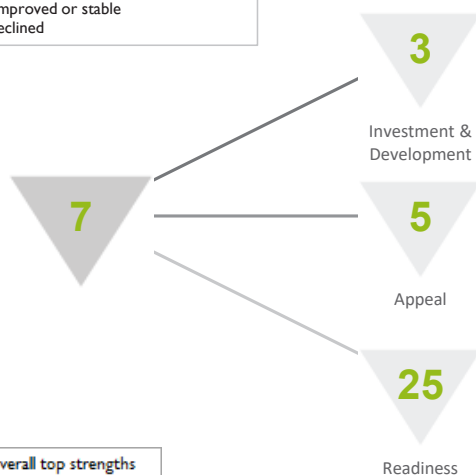 mproved or stable
eclined
3
Investment &
Development
7
5
Appeal
25
Readiness
verall top strengths